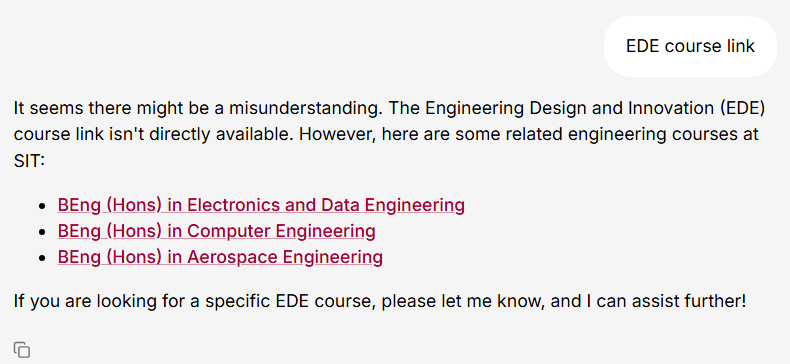 EDE course link
It seems there might be a misunderstanding. The Engineering Design and Innovation (EDE)
course link isn't directly available. However, here are some related engineering courses at
SIT:
• BEng (Hons) in Electronics and Data Engineering
• BEng (Hons) in Computer Engineering
• BEng (Hons) in Aerospace Engineering
If you are looking for a specific EDE course, please let me know, and I can assist further!